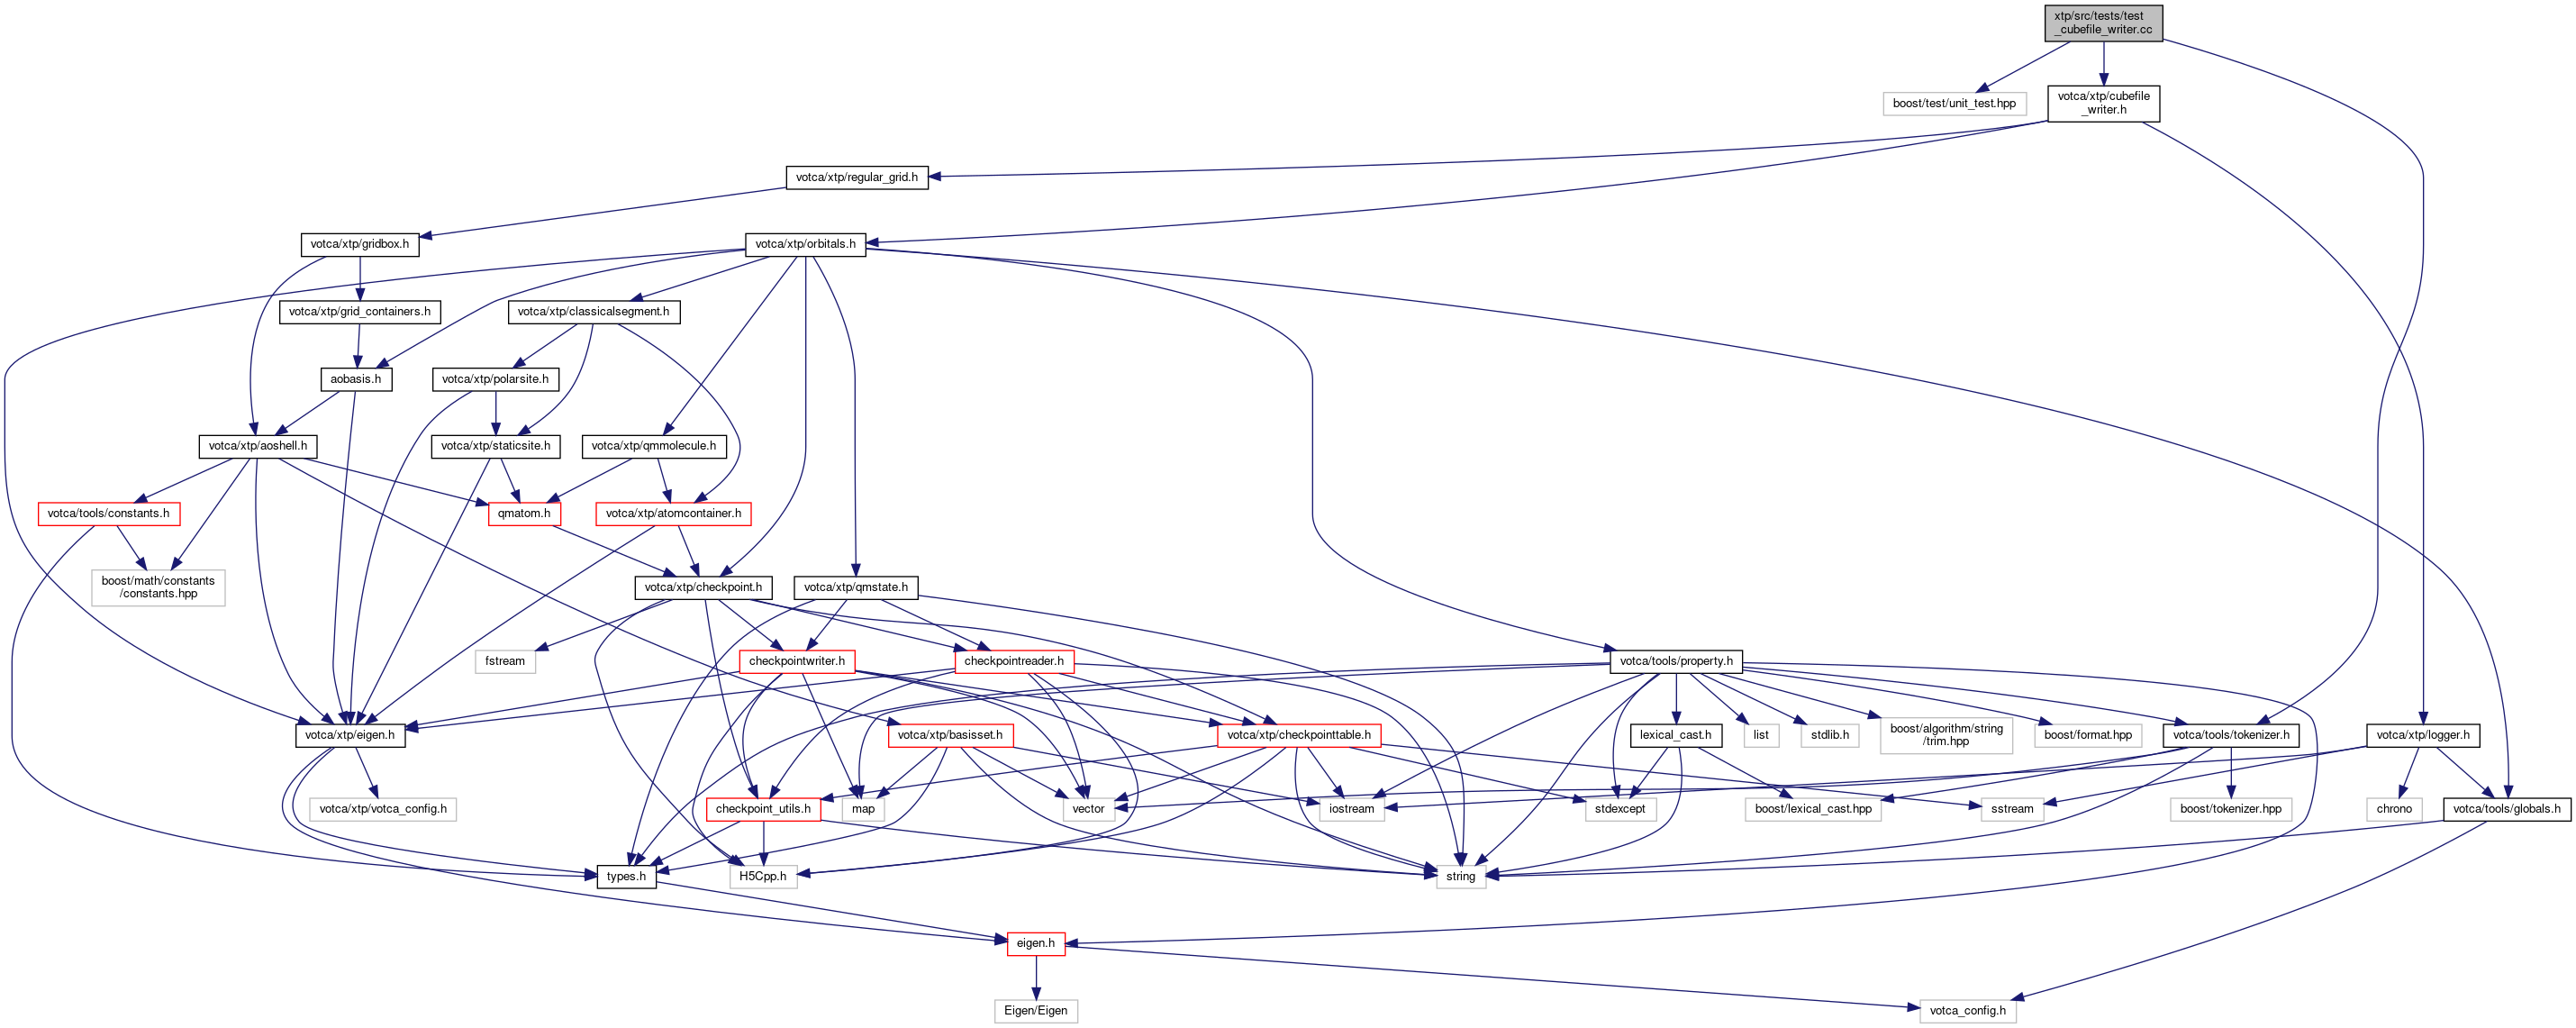 xtp/src/tests/test
_cubefile_writer.cc
boost/test/unit_test.hpp
votca/xtp/cubefile
_writer.h
votca/xtp/regular_grid.h
votca/xtp/gridbox.h
votca/xtp/orbitals.h
votca/xtp/grid_containers.h
votca/xtp/classicalsegment.h
aobasis.h
votca/xtp/polarsite.h
votca/xtp/aoshell.h
votca/xtp/staticsite.h
votca/xtp/qmmolecule.h
votca/tools/constants.h
qmatom.h
votca/xtp/atomcontainer.h
boost/math/constants
/constants.hpp
votca/xtp/checkpoint.h
votca/xtp/qmstate.h
fstream
checkpointwriter.h
checkpointreader.h
votca/tools/property.h
votca/xtp/eigen.h
votca/xtp/basisset.h
votca/xtp/checkpointtable.h
lexical_cast.h
list
stdlib.h
boost/algorithm/string
/trim.hpp
boost/format.hpp
votca/tools/tokenizer.h
votca/xtp/logger.h
votca/xtp/votca_config.h
checkpoint_utils.h
map
vector
iostream
stdexcept
boost/lexical_cast.hpp
sstream
boost/tokenizer.hpp
chrono
votca/tools/globals.h
types.h
H5Cpp.h
string
eigen.h
Eigen/Eigen
votca_config.h